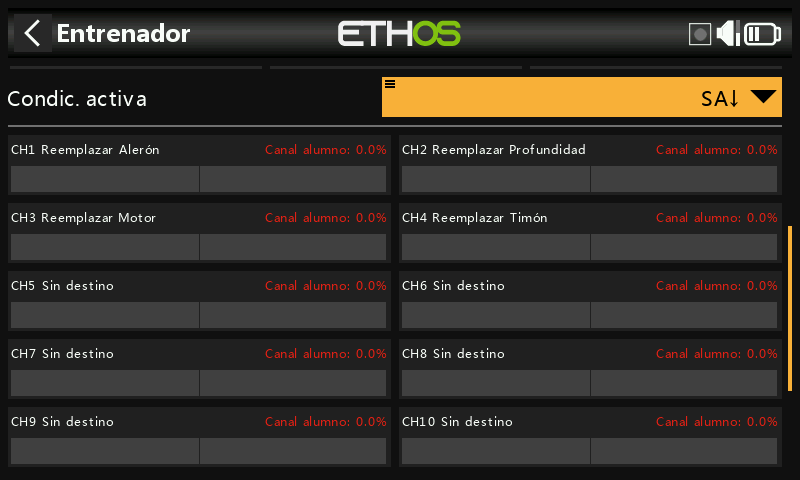 Entrenador
ETHOS
Condic. activa
SA↓
CH1 Reemplazar Alerón
Canal alumno: 0.0%
CH2 Reemplazar Profundidad
Canal alumno: 0.0%
CH3 Reemplazar Motor
Canal alumno: 0.0%
CH4 Reemplazar Timón
Canal alumno: 0.0%
CH5 Sin destino
Canal alumno: 0.0%
CH6 Sin destino
Canal alumno: 0.0%
CH7 Sin destino
Canal alumno: 0.0%
CH8 Sin destino
Canal alumno: 0.0%
CH9 Sin destino
Canal alumno: 0.0%
CH10 Sin destino
Canal alumno: 0.0%